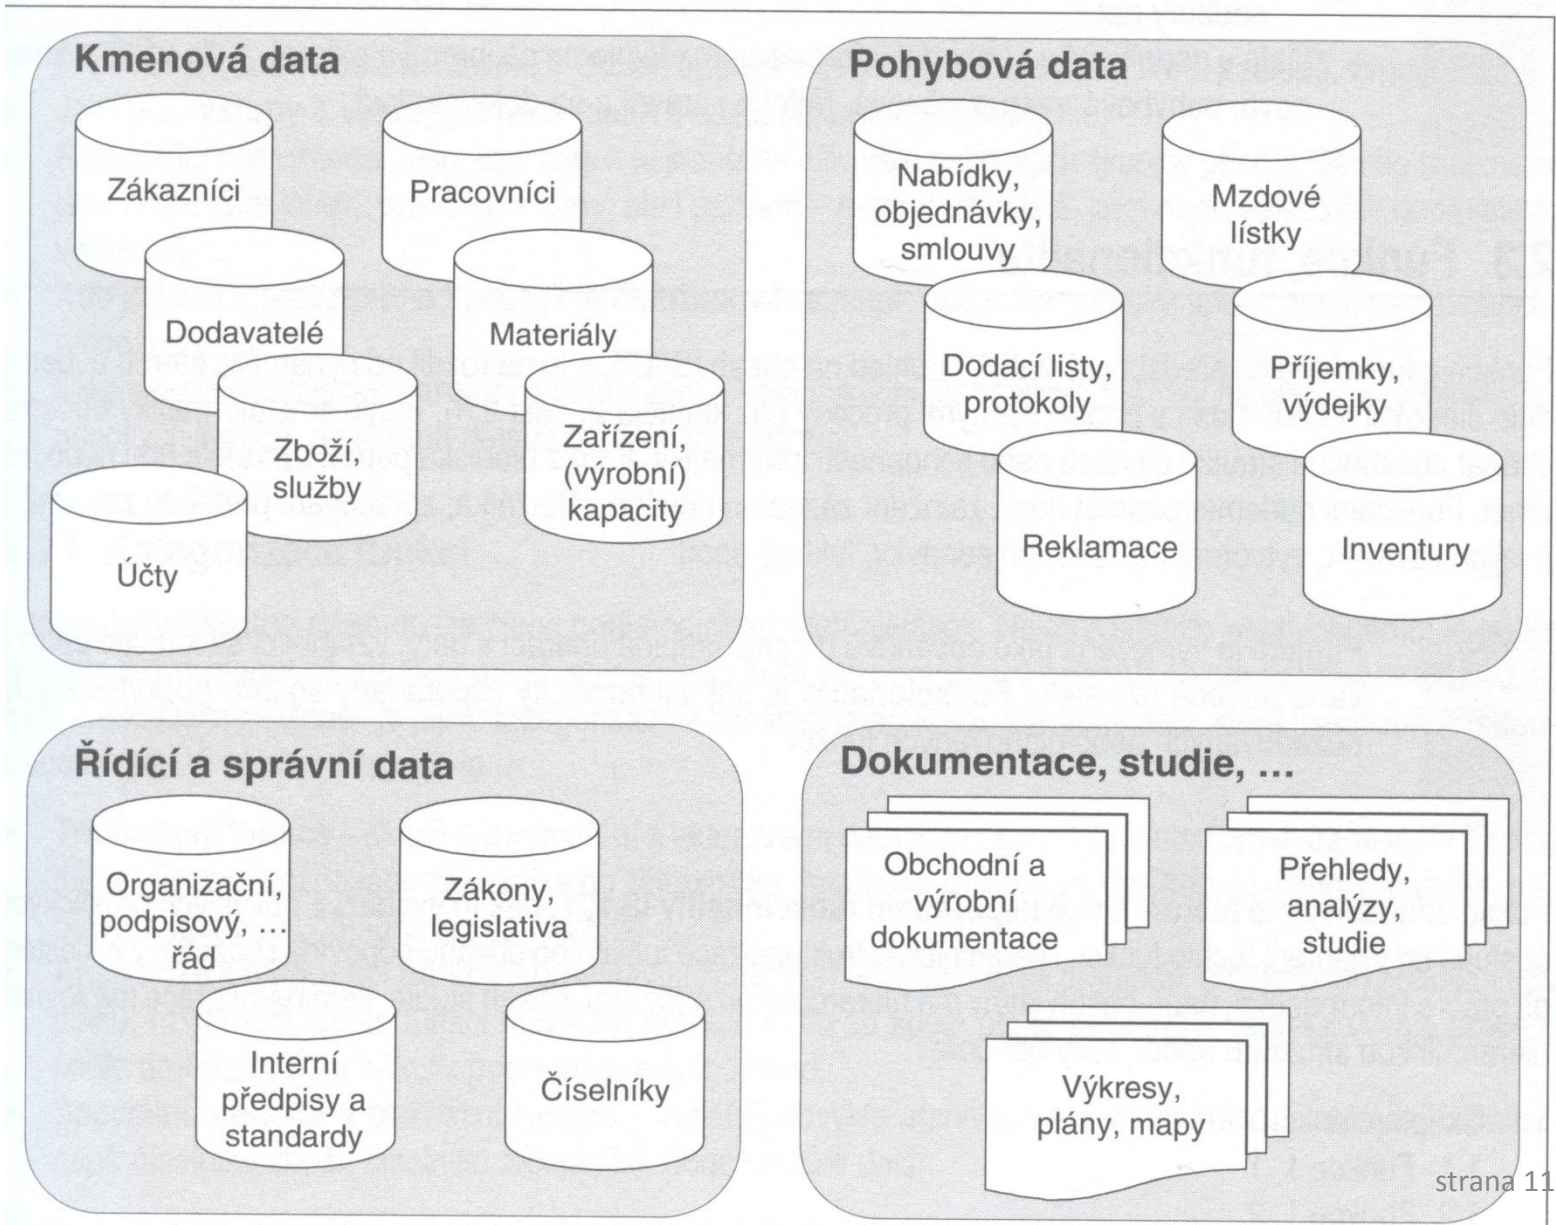 Kmenová data
Zákazníci
Pracovníci
Dodavatelé
Materiály
Zboží,
služby
Zařízení,
(výrobní)
kapacity
Účty
Pohybová data
Nabídky,
objednávky,
smlouvy
Mzdové
lístky
Dodací listy,
protokoly
Příjemky,
výdejky
Reklamace
Inventury
Řídící a správní data
Organizační,
podpisový, ...
řád
Zákony,
legislativa
Interní
předpisy a
standardy
Číselníky
Dokumentace, studie, ...
Obchodní a
výrobní
dokumentace
Přehledy,
analýzy,
studie
Výkresy,
plány, mapy
strana 11